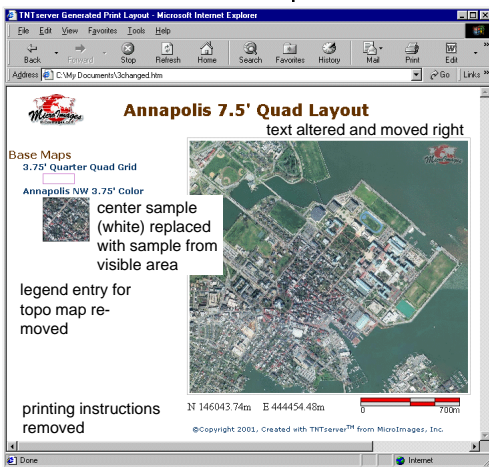 TNTserver Generated Print Layout - Microsoft Internet Explorer
File Edit View Favorites Tools Help
Back Forward Stop Refresh Home Search Favorites History Mail Print Edit »
Address C:\My Documents\3changed.htm Go Links »
MicroImages
Annapolis 7.5' Quad Layout
text altered and moved right
Base Maps
3.75' Quarter Quad Grid
Annapolis NW 3.75' Color
center sample
(white) replaced
with sample from
visible area
legend entry for
topo map re-
moved
printing instructions
removed
N 146043.74m E 444454.48m
0 700m
©Copyright 2001, Created with TNTserver™ from MicroImages, Inc.
Done Internet